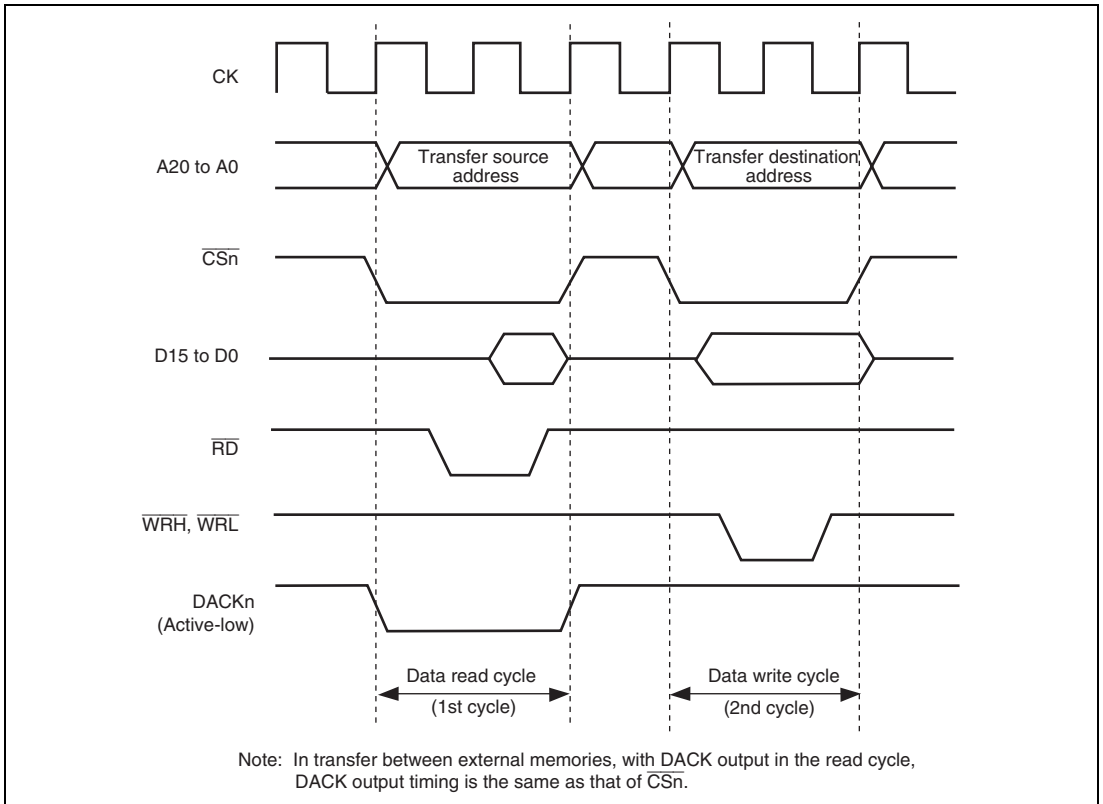 CK
A20 to A0
Transfer source
address
Transfer destination
address
CSn
D15 to D0
RD
WRH, WRL
DACKn
(Active-low)
Data read cycle
(1st cycle)
Data write cycle
(2nd cycle)
Note: In transfer between external memories, with DACK output in the read cycle,
DACK output timing is the same as that of CSn.